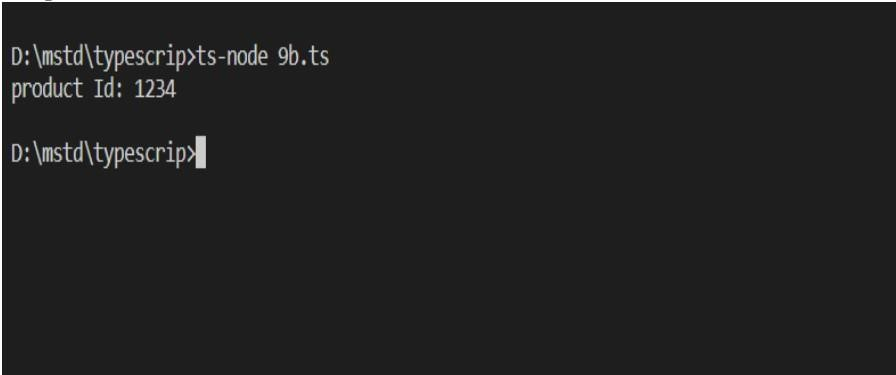 D:\mstd\typescrip>ts-node 9b.ts
product Id: 1234
D:\mstd\typescrip>